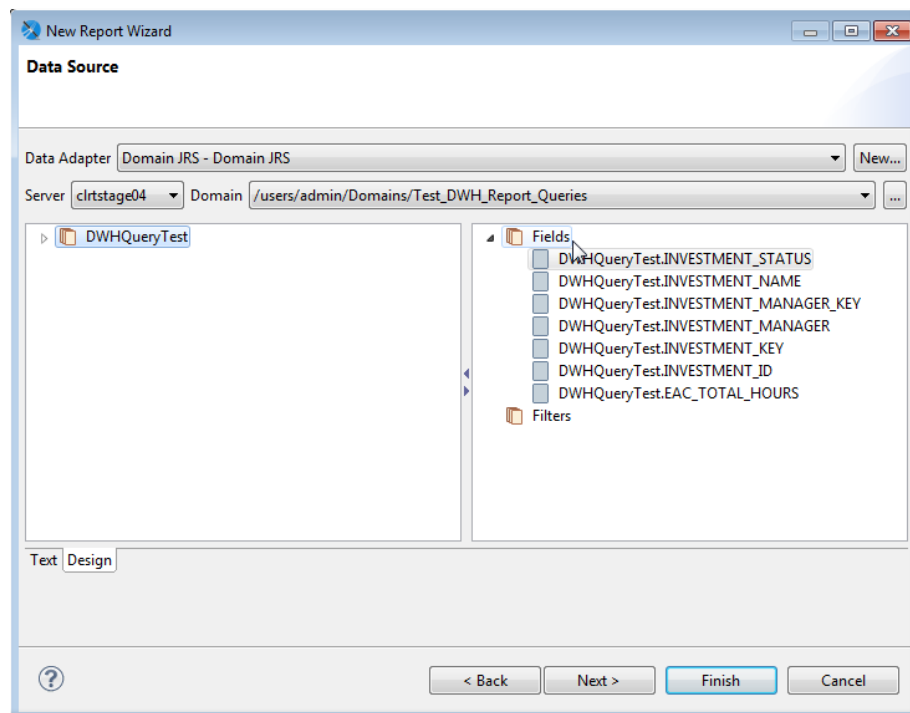 New Report Wizard
Data Source
Data Adapter Domain JRS - Domain JRS New...
Server clrtstage04 Domain /users/admin/Domains/Test_DWH_Report_Queries ...
DWHQueryTest
Fields
DWHQueryTest.INVESTMENT_STATUS
DWHQueryTest.INVESTMENT_NAME
DWHQueryTest.INVESTMENT_MANAGER_KEY
DWHQueryTest.INVESTMENT_MANAGER
DWHQueryTest.INVESTMENT_KEY
DWHQueryTest.INVESTMENT_ID
DWHQueryTest.EAC_TOTAL_HOURS
Filters
Text Design
? < Back Next > Finish Cancel